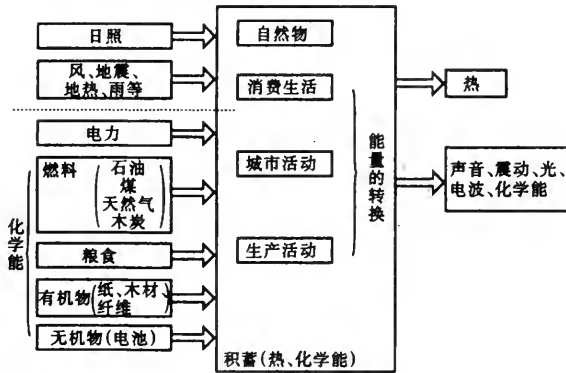 日照
风、地震、
地热、雨等
电力
燃料
石油
煤
天然气
木炭
化学能
粮食
有机物(纸、木材
纤维)
无机物(电池)
自然物
消费生活
城市活动
生产活动
能量的转换
积蓄(热、化学能)
热
声音、震动、光、
电波、化学能